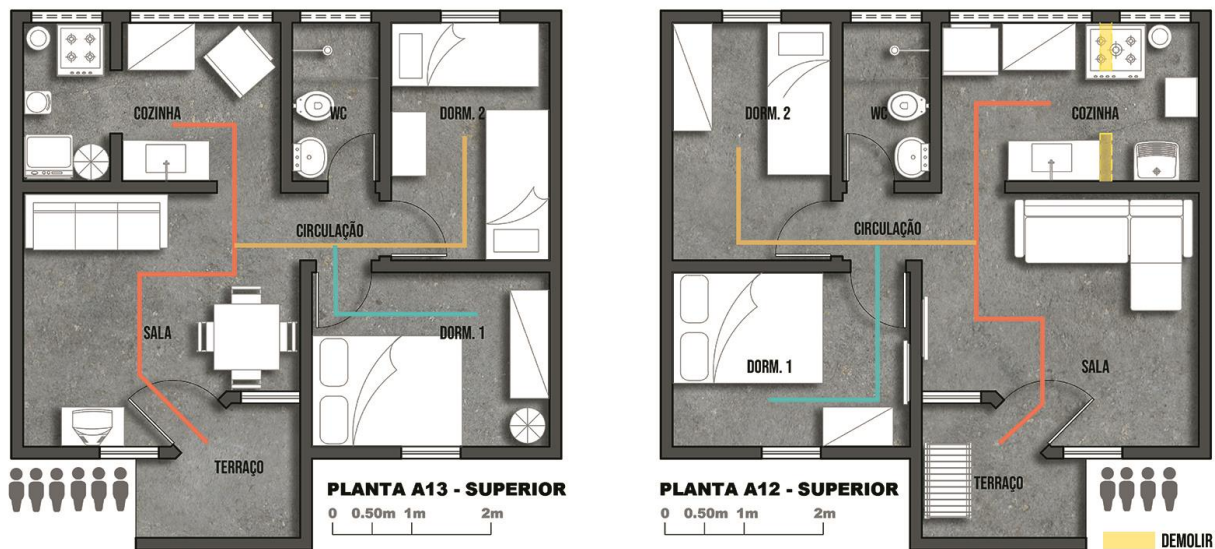 COZINHA
WC
DORM. 2
CIRCULAÇÃO
SALA
DORM. 1
TERRAÇO
PLANTA A13 - SUPERIOR
0 0.50m 1m 2m
DORM. 2
WC
COZINHA
CIRCULAÇÃO
DORM. 1
SALA
TERRAÇO
PLANTA A12 - SUPERIOR
0 0.50m 1m 2m
DEMOLIR